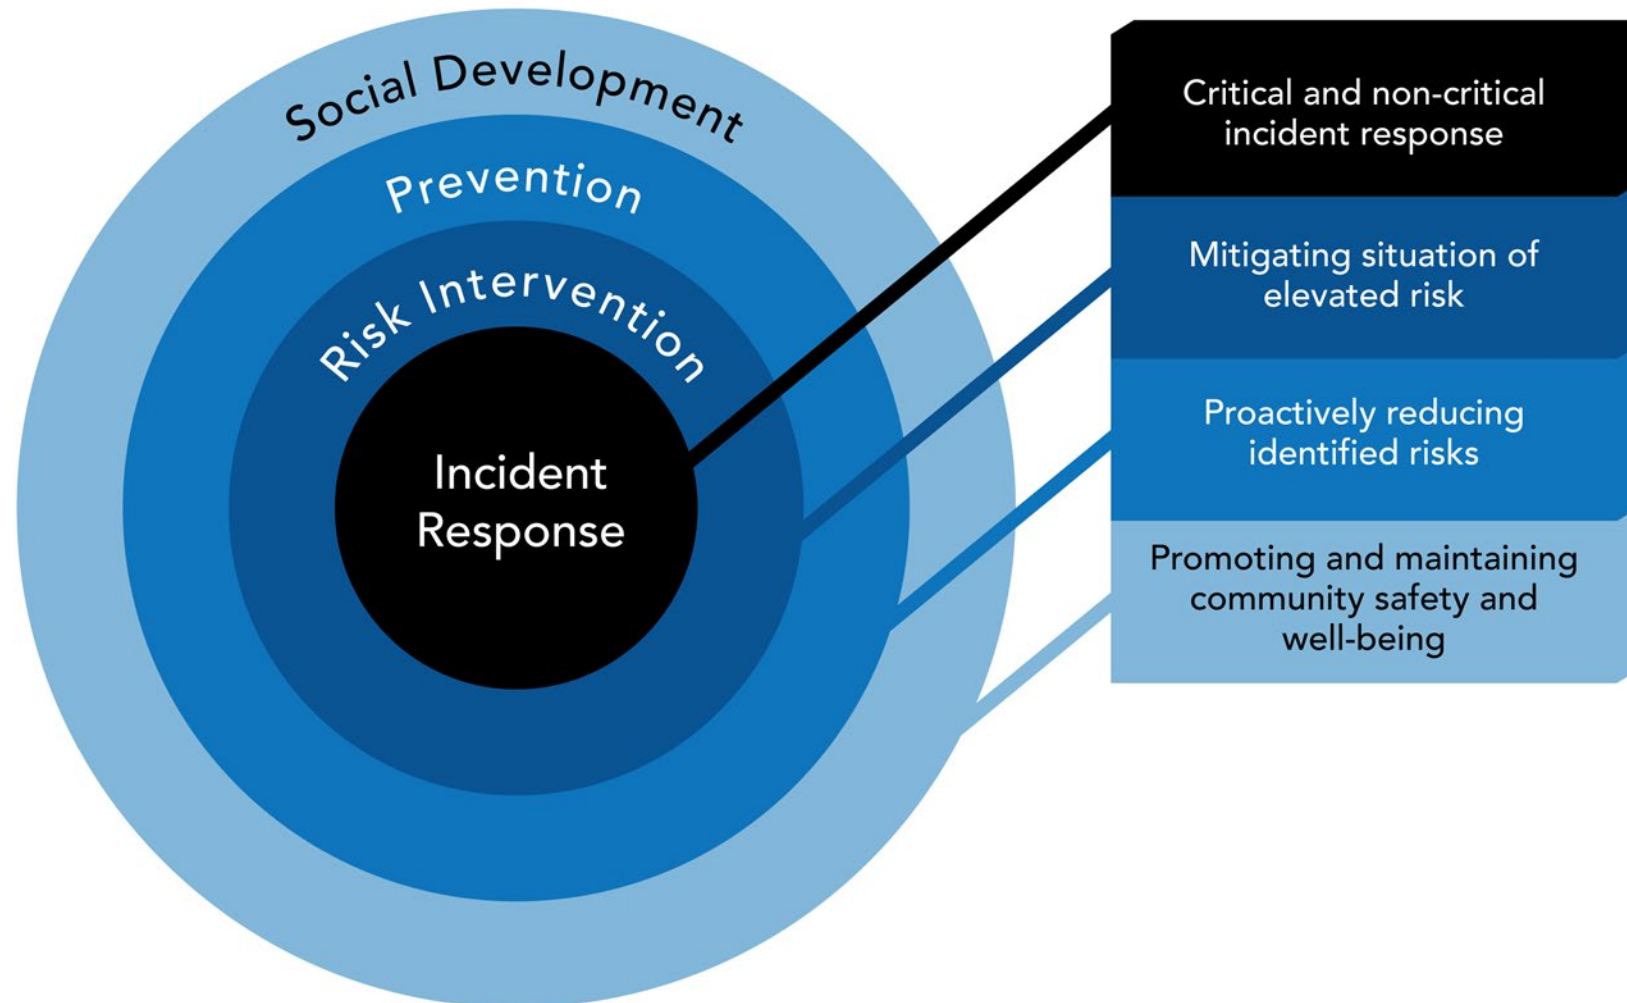 Social Development
Prevention
Risk Intervention
Incident
Response
Critical and non-critical
incident response
Mitigating situation of
elevated risk
Proactively reducing
identified risks
Promoting and maintaining
community safety and
well-being